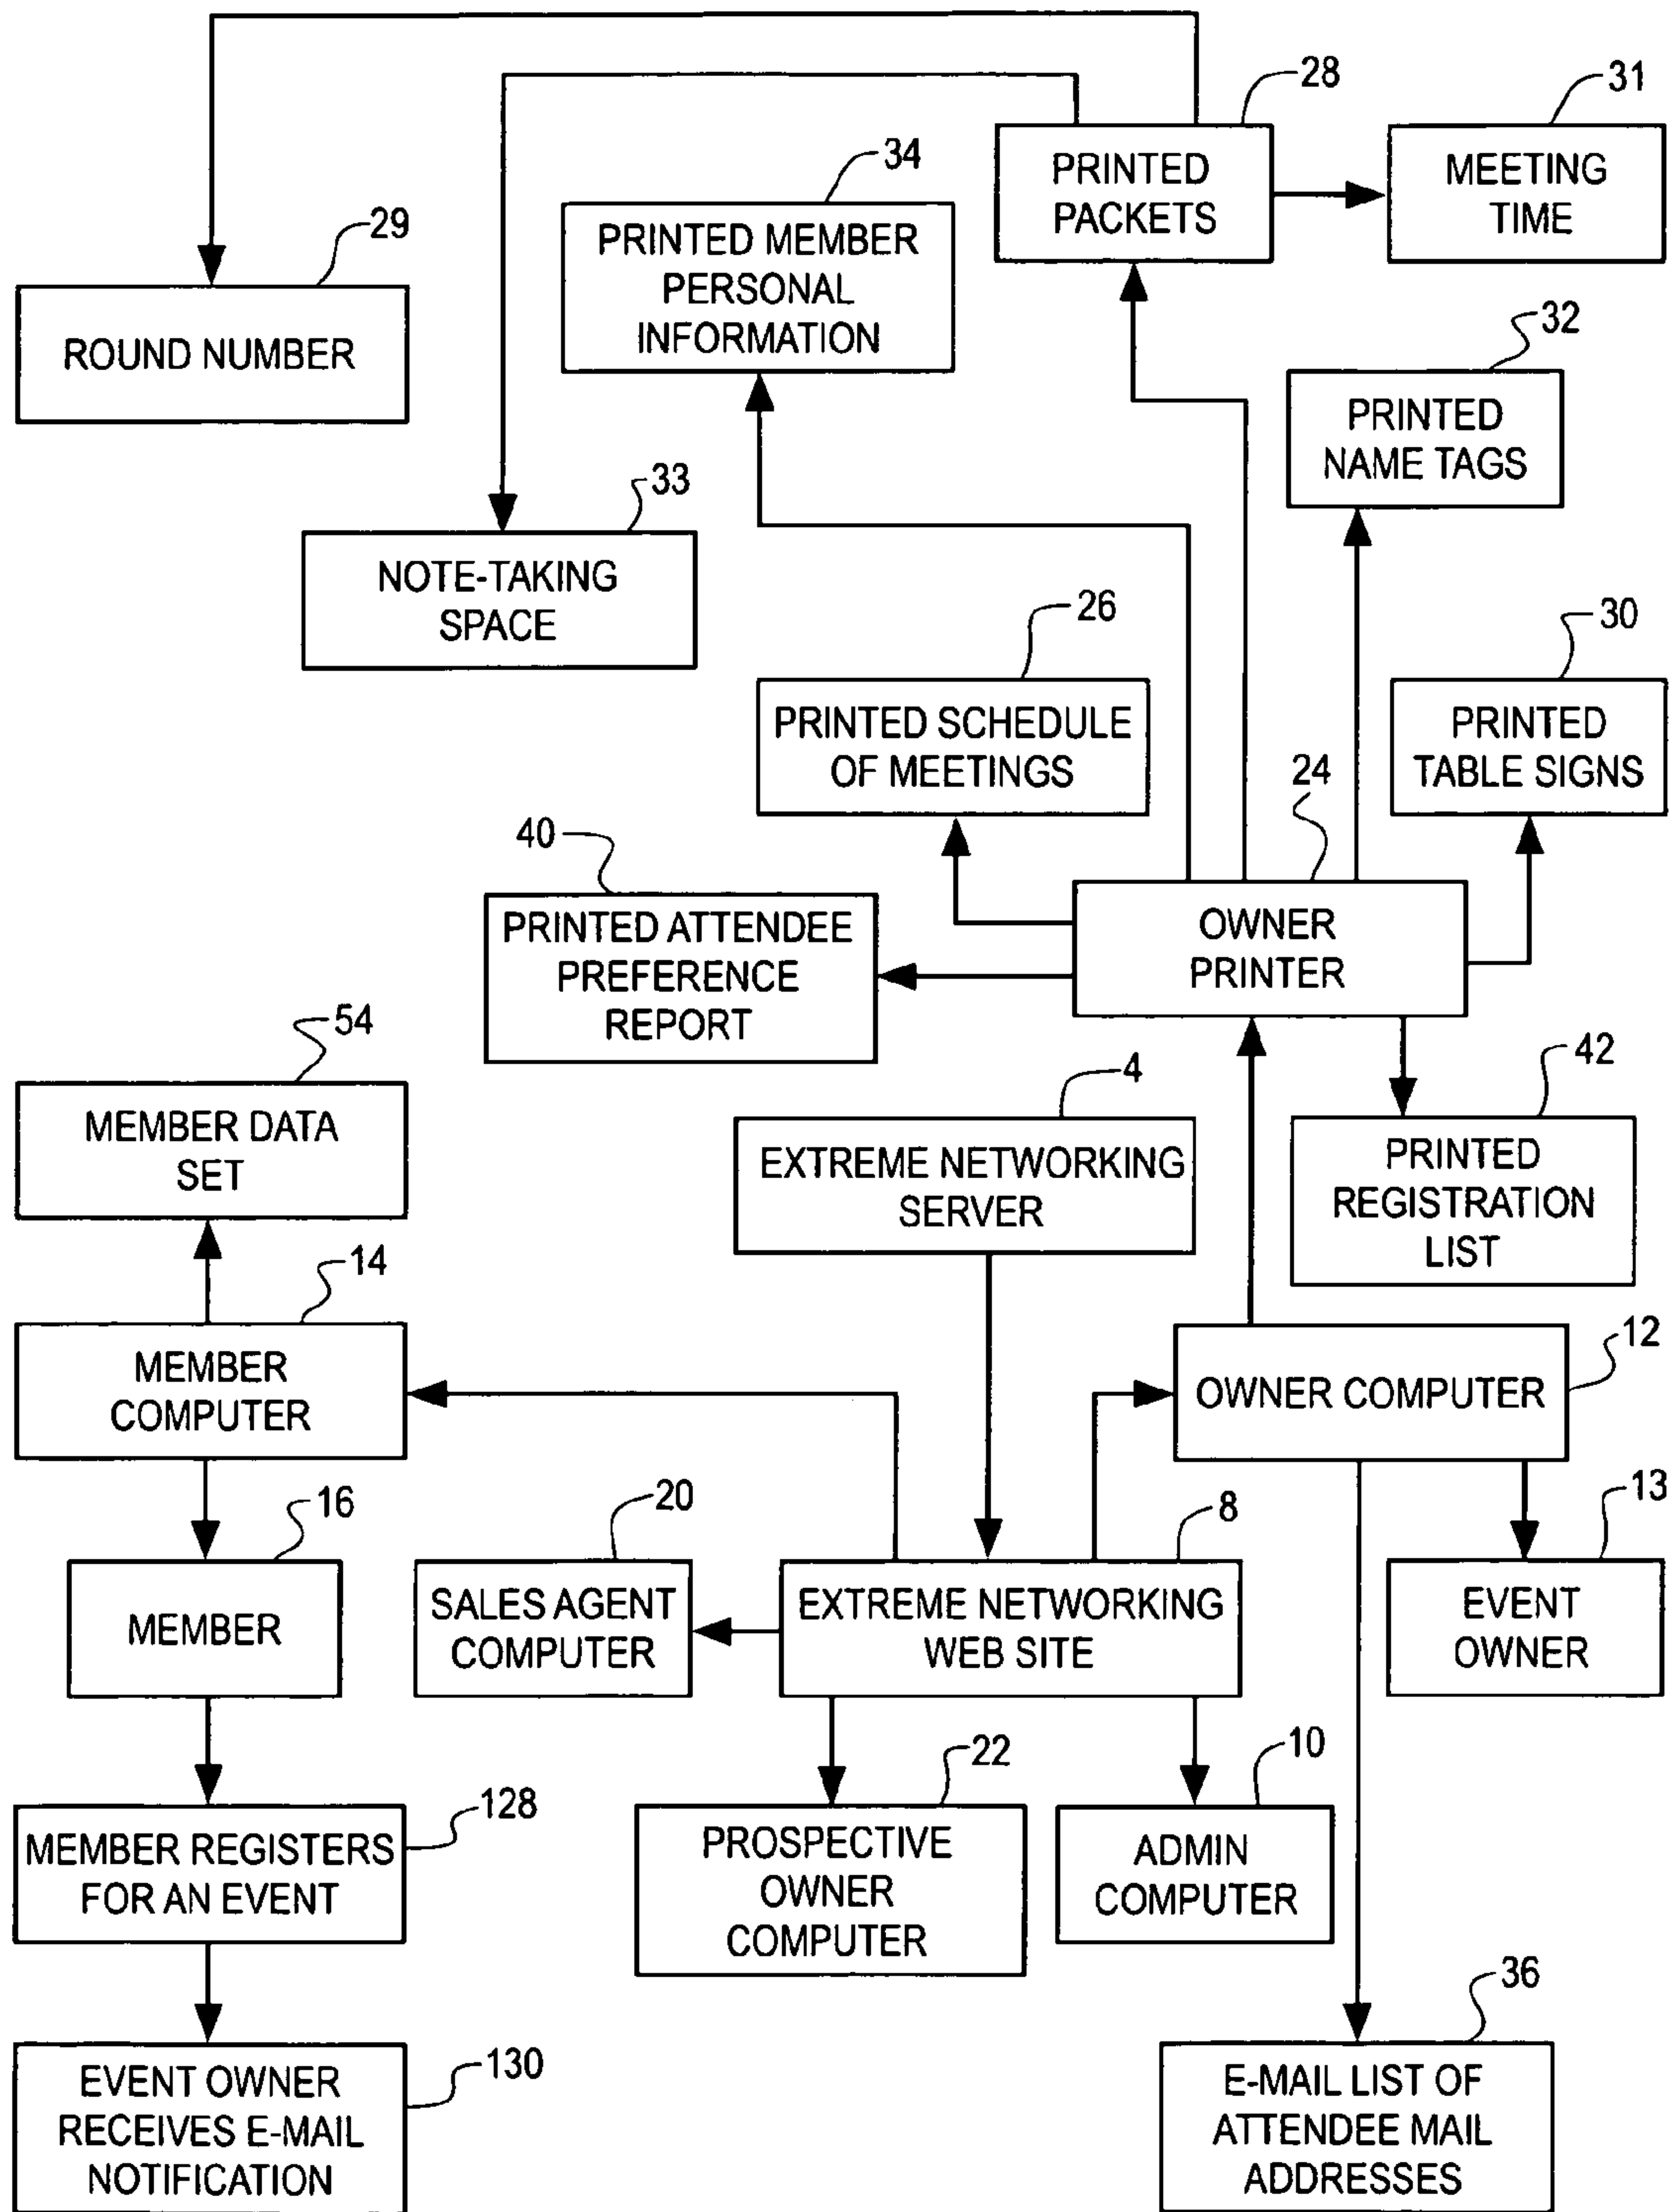 28
31
PRINTED
PACKETS
MEETING
TIME
34
PRINTED MEMBER
PERSONAL
INFORMATION
29
ROUND NUMBER
32
PRINTED
NAME TAGS
33
NOTE-TAKING
SPACE
26
PRINTED SCHEDULE
OF MEETINGS
30
PRINTED
TABLE SIGNS
24
OWNER
PRINTER
40
PRINTED ATTENDEE
PREFERENCE
REPORT
54
MEMBER DATA
SET
4
EXTREME NETWORKING
SERVER
42
PRINTED
REGISTRATION
LIST
14
MEMBER
COMPUTER
12
OWNER COMPUTER
16
MEMBER
20
SALES AGENT
COMPUTER
8
EXTREME NETWORKING
WEB SITE
13
EVENT
OWNER
22
PROSPECTIVE
OWNER
COMPUTER
10
ADMIN
COMPUTER
128
MEMBER REGISTERS
FOR AN EVENT
130
EVENT OWNER
RECEIVES E-MAIL
NOTIFICATION
36
E-MAIL LIST OF
ATTENDEE MAIL
ADDRESSES